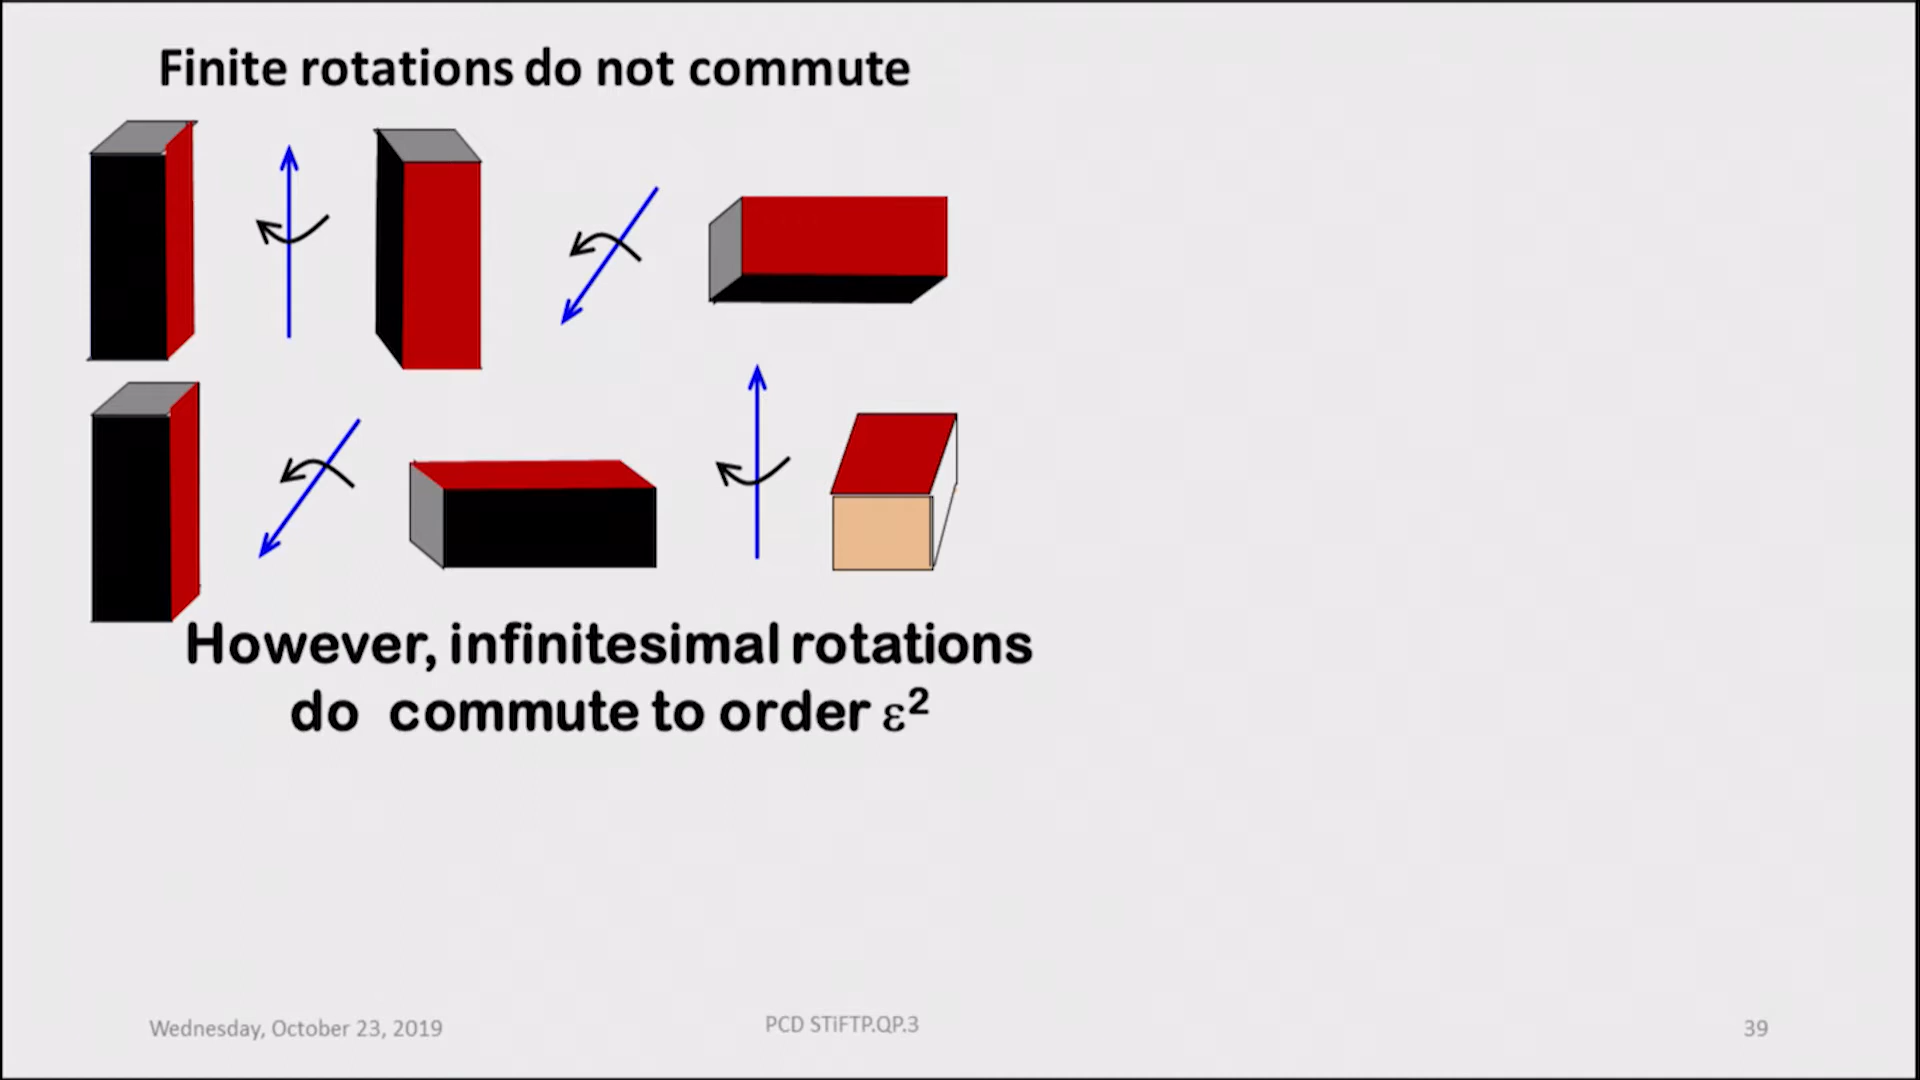 Finite rotations do not commute
However, infinitesimal rotations
do commute to order ε²
Wednesday, October 23, 2019
PCD STiFTP.QP.3
39